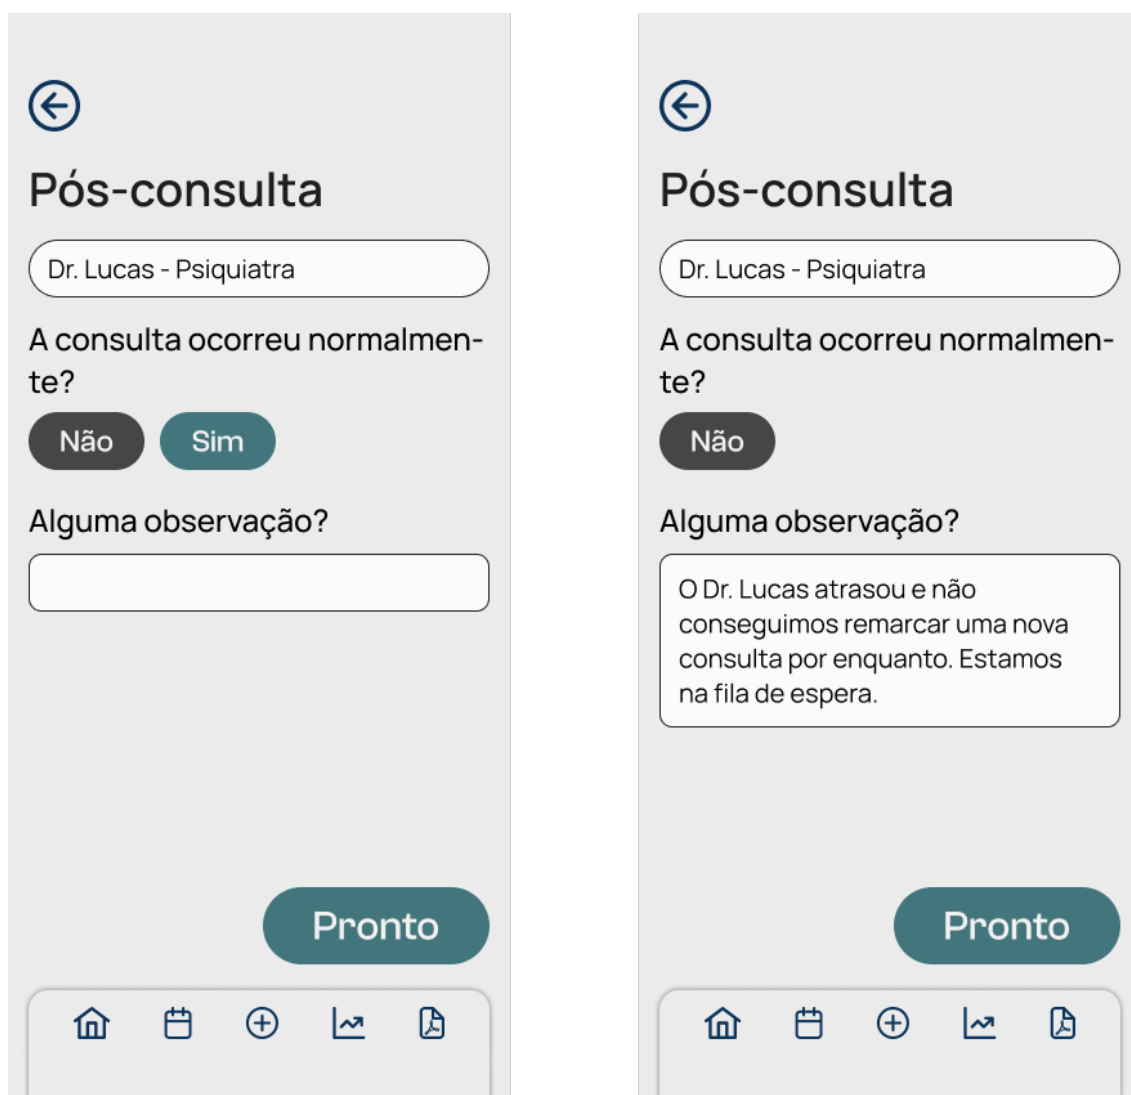 Pós-consulta
Dr. Lucas - Psiquiatra
A consulta ocorreu normalmen-
te?
Não Sim
Alguma observação?
Pronto
Pós-consulta
Dr. Lucas - Psiquiatra
A consulta ocorreu normalmen-
te?
Não
Alguma observação?
O Dr. Lucas atrasou e não
conseguimos remarcar uma nova
consulta por enquanto. Estamos
na fila de espera.
Pronto